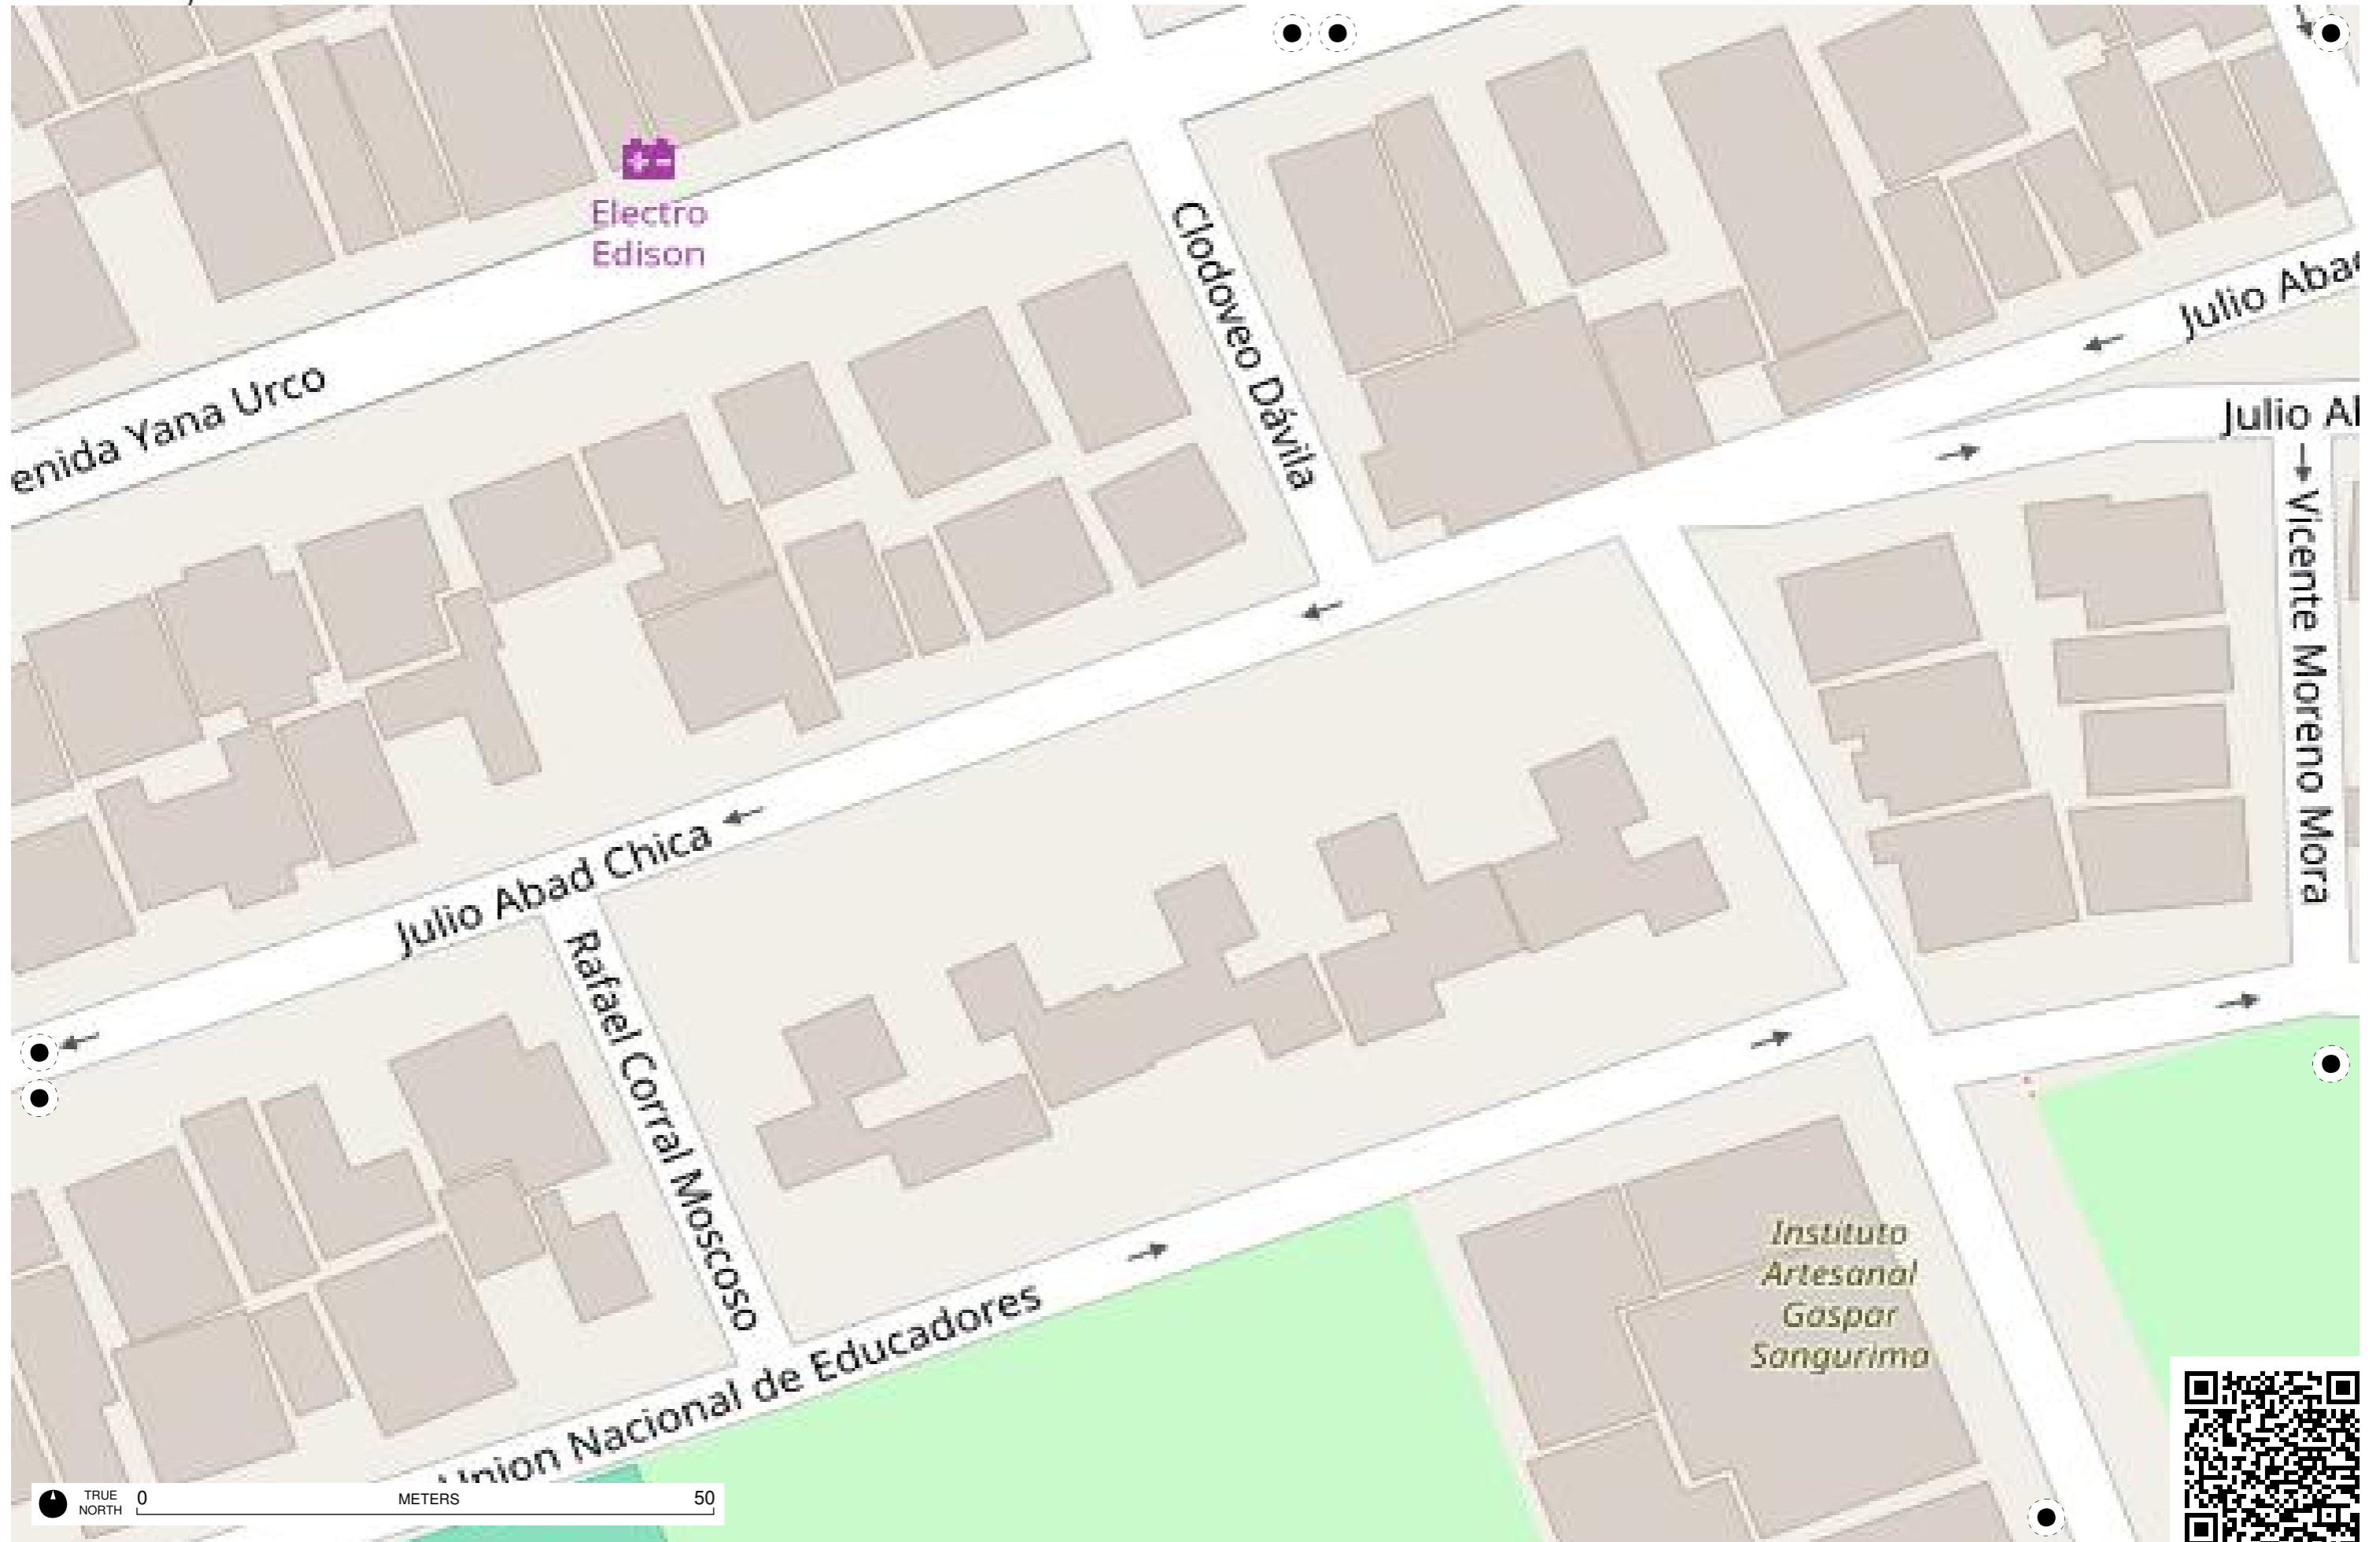 Electro
Edison
Clodoveo Dávila
Julio Abad
enida Yana Urco
Julio Al
Vicente Moreno Mora
Julio Abad Chica
Rafael Corral Moscoso
Instituto
Artesanal
Gaspar
Sangurima
Union Nacional de Educadores
TRUE
NORTH
0
METERS
50